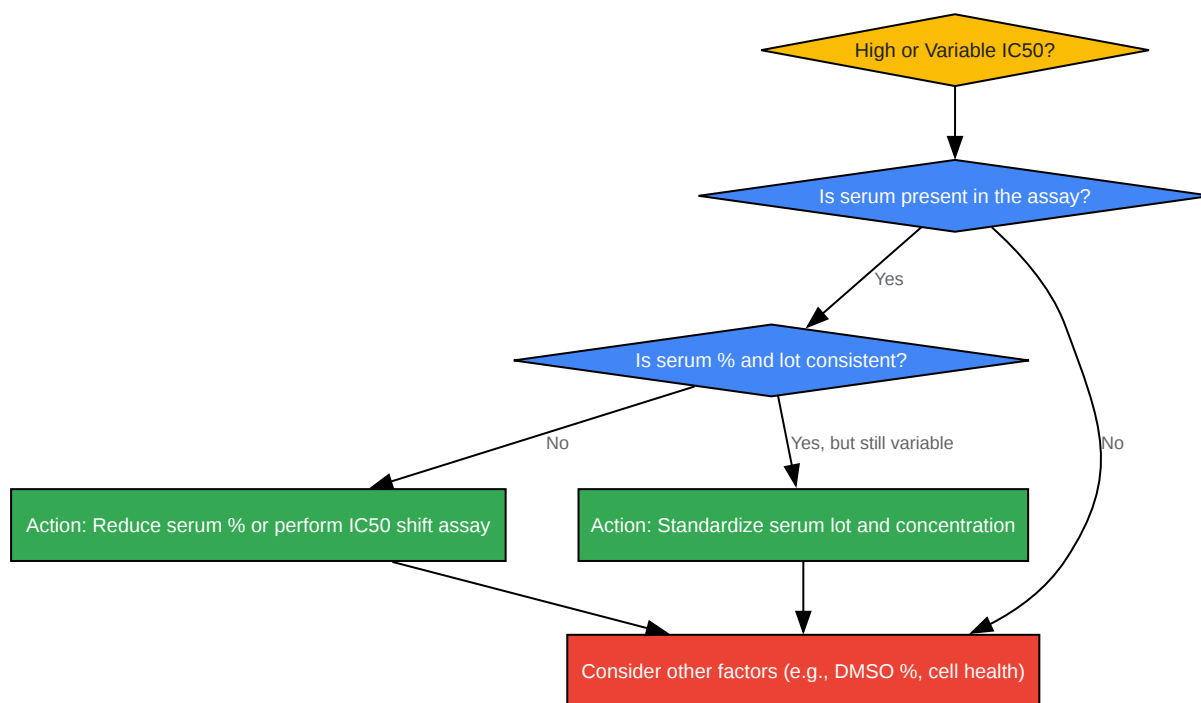 High or Variable IC50?
Is serum present in the assay?
Yes
Is serum % and lot consistent?
No
Yes, but still variable
No
Action: Reduce serum % or perform IC50 shift assay
Action: Standardize serum lot and concentration
Consider other factors (e.g., DMSO %, cell health)